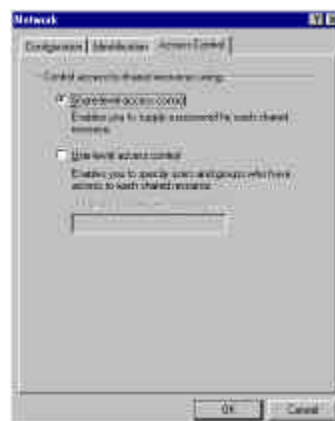 Network
Configuration Identification Access Control
Control access to shared resources using:
Share-level access control
Enables you to supply a password for each shared
resource.
User-level access control
Enables you to specify users and groups who have
access to each shared resource.
OK Cancel